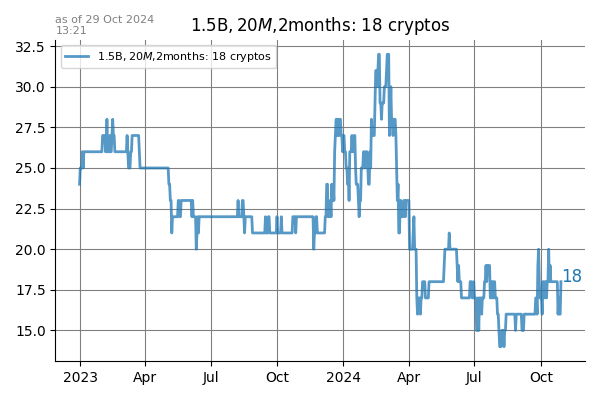 as of 29 Oct 2024
13:21
1.5B, 20M,2months: 18 cryptos
1.5B, 20M,2months: 18 cryptos
32.5
30.0
27.5
25.0
22.5
20.0
17.5
15.0
18
2023 Apr Jul Oct 2024 Apr Jul Oct